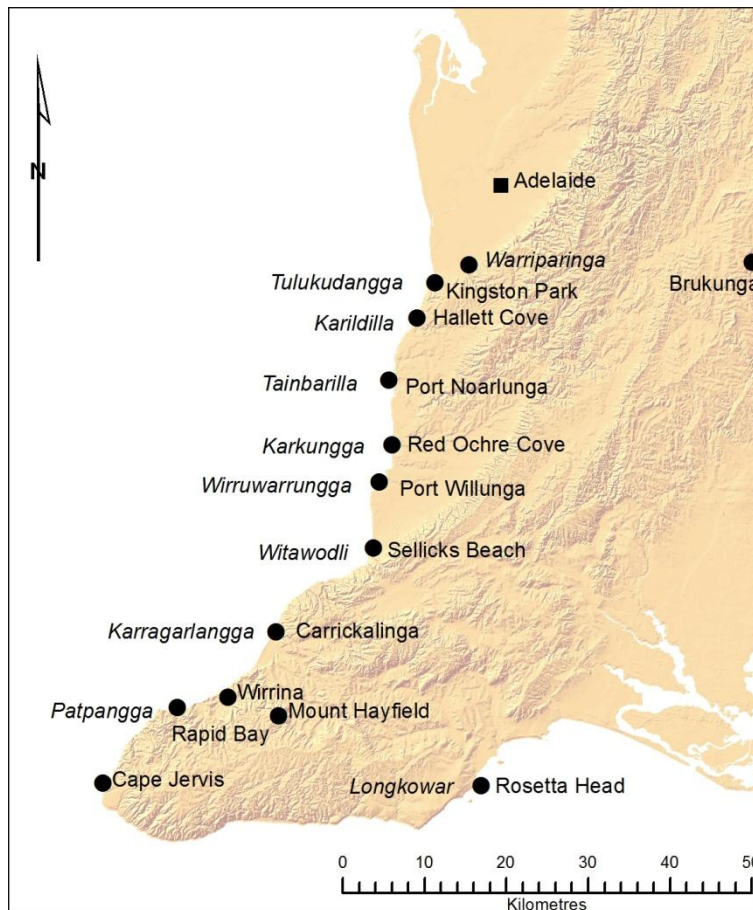 N
Adelaide
Warriparinga
Tulukudangga
Kingston Park
Brukunga
Karildilla
Hallett Cove
Tainbarilla
Port Noarlunga
Karkungga
Red Ochre Cove
Wirruwarrungga
Port Willunga
Witawodli
Sellicks Beach
Karragarlangga
Carrickalinga
Wirrina
Patpangga
Mount Hayfield
Rapid Bay
Cape Jervis
Longkowar
Rosetta Head
0 10 20 30 40 50
Kilometres